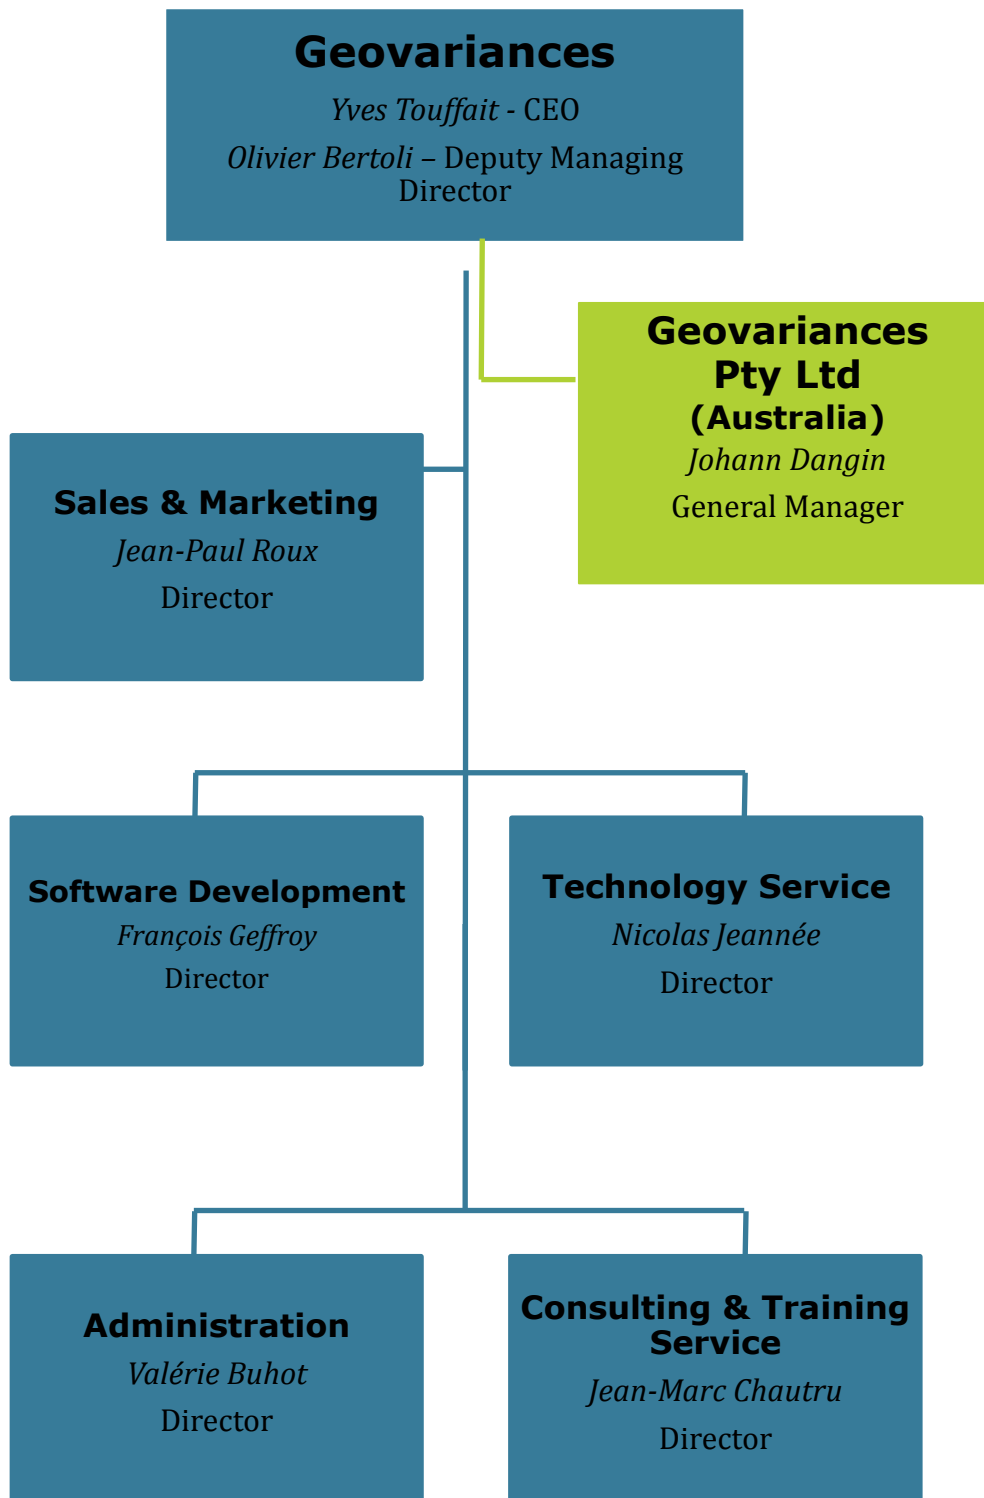 Geovariances
Yves Touffait - CEO
Olivier Bertoli – Deputy Managing
Director
Geovariances
Pty Ltd
(Australia)
Johann Dangin
General Manager
Sales & Marketing
Jean-Paul Roux
Director
Software Development
François Geffroy
Director
Technology Service
Nicolas Jeannée
Director
Administration
Valérie Buhot
Director
Consulting & Training
Service
Jean-Marc Chautru
Director